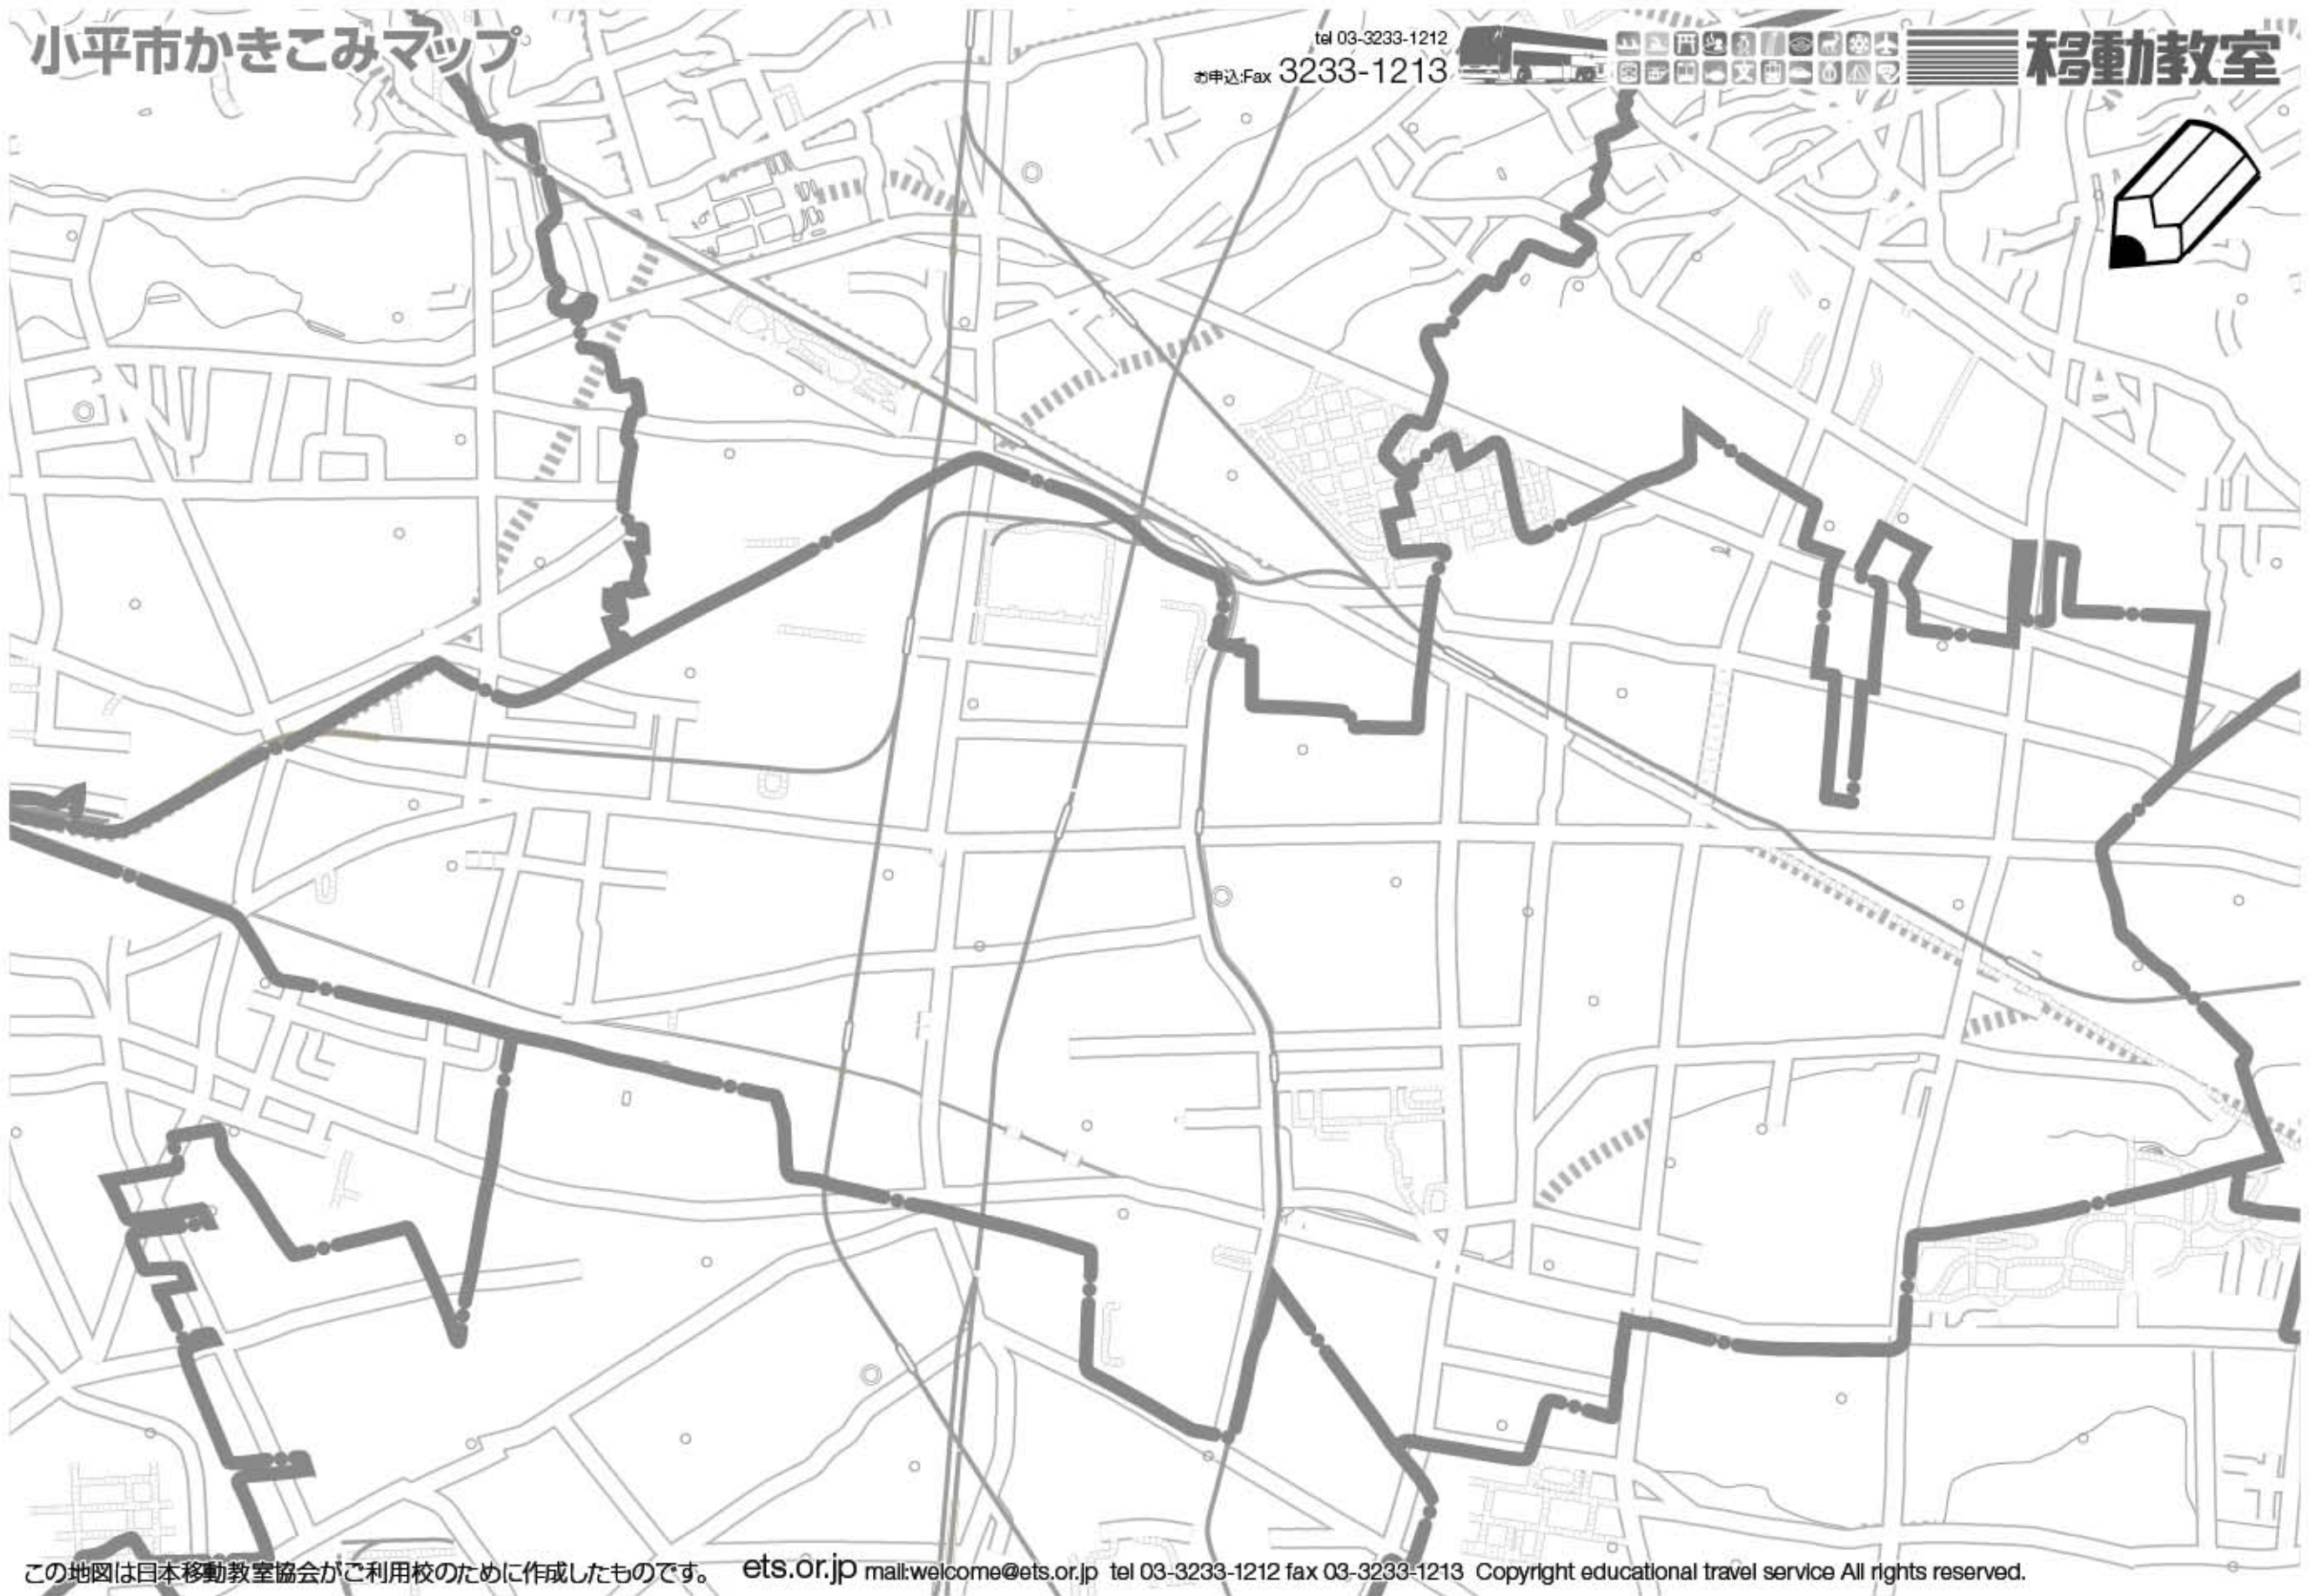 小平市かきこみマップ
tel 03-3233-1212
お申込:Fax 3233-1213
移動教室
この地図は日本移動教室協会がご利用校のために作成したものです。 ets.or.jp mail:welcome@ets.or.jp tel 03-3233-1212 fax 03-3233-1213 Copyright educational travel service All rights reserved.